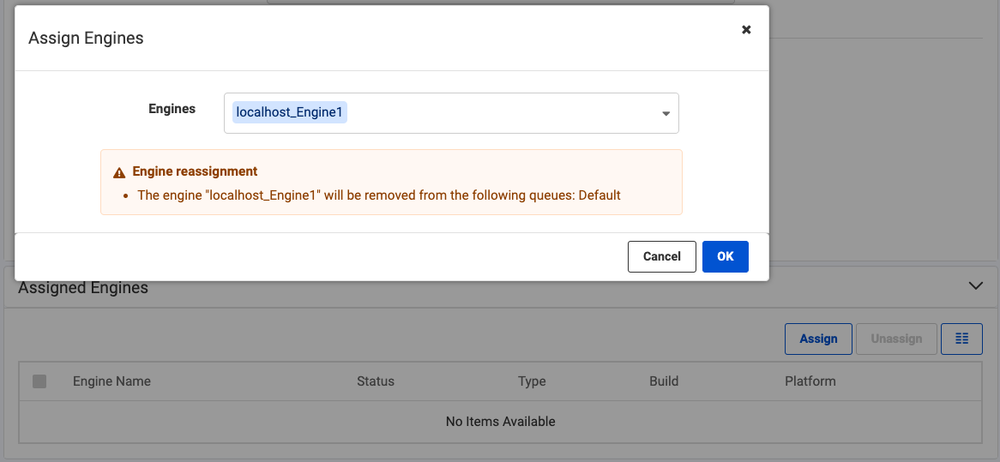 Assign Engines
Engines
localhost_Engine1
Engine reassignment
The engine "localhost_Engine1" will be removed from the following queues: Default
Cancel
OK
Assigned Engines
Assign
Unassign
Engine Name Status Type Build Platform
No Items Available